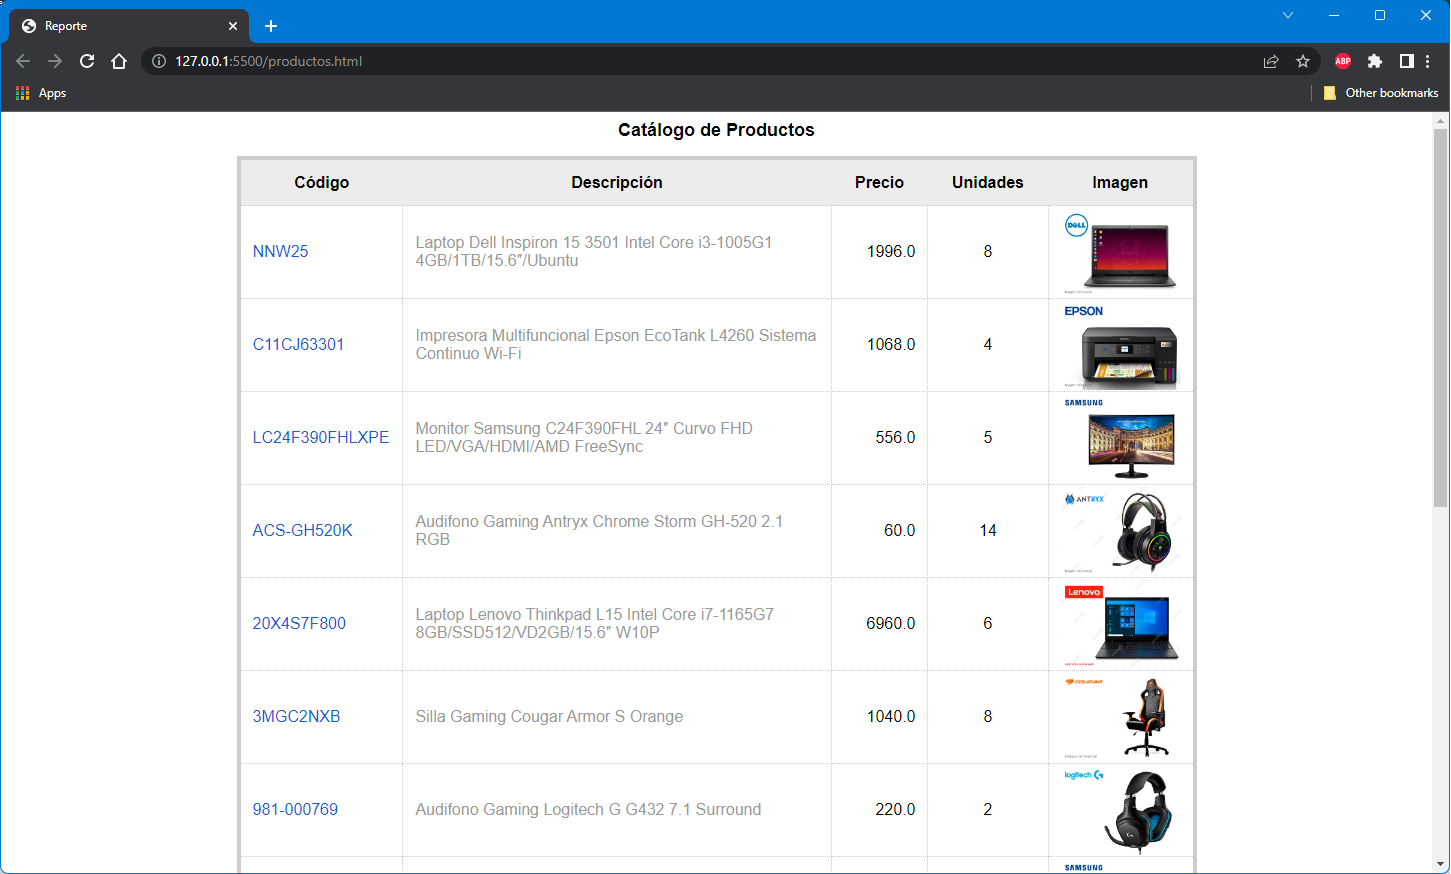 Reporte
127.0.0.1:5500/productos.html
ABP
Apps
Other bookmarks
Catálogo de Productos
Código Descripción Precio Unidades Imagen
DELL
NNW25 Laptop Dell Inspiron 15 3501 Intel Core i3-1005G1 1996.0 8
4GB/1TB/15.6"/Ubuntu
EPSON
C11CJ63301 Impresora Multifuncional Epson EcoTank L4260 Sistema 1068.0 4
Continuo Wi-Fi
SAMSUNG
LC24F390FHLXPE Monitor Samsung C24F390FHL 24" Curvo FHD 556.0 5
LED/VGA/HDMI/AMD FreeSync
ANTRYX
ACS-GH520K Audifono Gaming Antryx Chrome Storm GH-520 2.1 60.0 14
RGB
Lenovo
20X4S7F800 Laptop Lenovo Thinkpad L15 Intel Core i7-1165G7 6960.0 6
8GB/SSD512/VD2GB/15.6" W10P
COUGAR
3MGC2NXB Silla Gaming Cougar Armor S Orange 1040.0 8
logitech G
981-000769 Audifono Gaming Logitech G G432 7.1 Surround 220.0 2
SAMSUNG